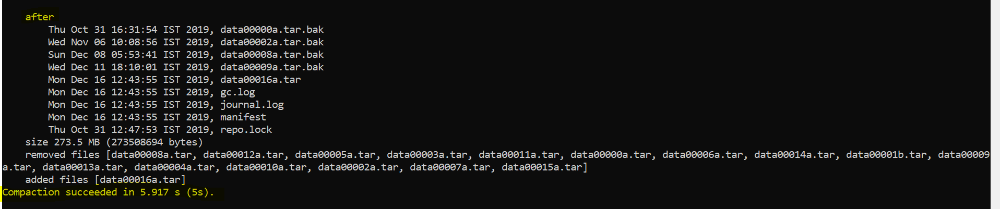 after
Thu Oct 31 16:31:54 IST 2019, data00000a.tar.bak
Wed Nov 06 10:08:56 IST 2019, data00002a.tar.bak
Sun Dec 08 05:53:41 IST 2019, data00008a.tar.bak
Wed Dec 11 18:10:01 IST 2019, data00009a.tar.bak
Mon Dec 16 12:43:55 IST 2019, data00016a.tar
Mon Dec 16 12:43:55 IST 2019, gc.log
Mon Dec 16 12:43:55 IST 2019, journal.log
Mon Dec 16 12:43:55 IST 2019, manifest
Thu Oct 31 12:47:53 IST 2019, repo.lock
size 273.5 MB (273508694 bytes)
removed files [data00008a.tar, data00012a.tar, data00005a.tar, data00003a.tar, data00011a.tar, data00000a.tar, data00006a.tar, data00014a.tar, data00001b.tar, data00009
a.tar, data00013a.tar, data00004a.tar, data00010a.tar, data00002a.tar, data00007a.tar, data00015a.tar]
added files [data00016a.tar]
Compaction succeeded in 5.917 s (5s).